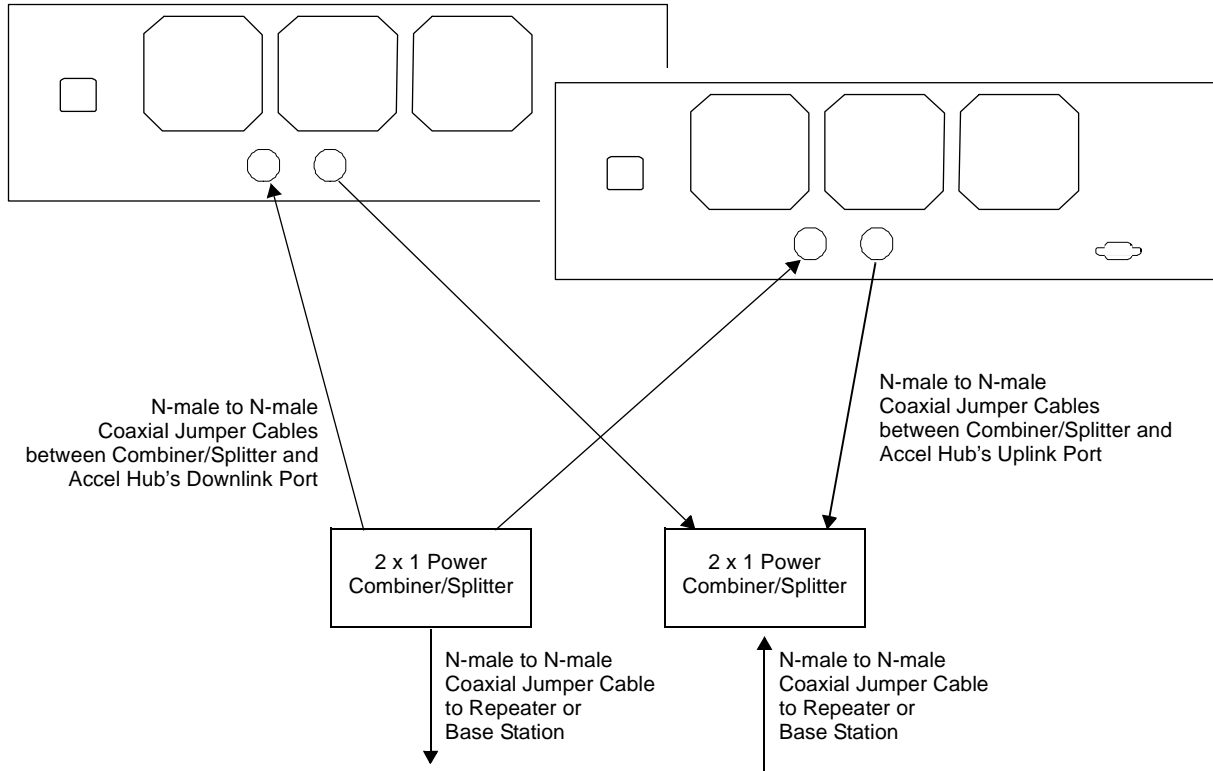 N-male to N-male
Coaxial Jumper Cables
between Combiner/Splitter and
Accel Hub's Downlink Port
N-male to N-male
Coaxial Jumper Cables
between Combiner/Splitter and
Accel Hub's Uplink Port
2 x 1 Power
Combiner/Splitter
2 x 1 Power
Combiner/Splitter
N-male to N-male
Coaxial Jumper Cable
to Repeater or
Base Station
N-male to N-male
Coaxial Jumper Cable
to Repeater or
Base Station